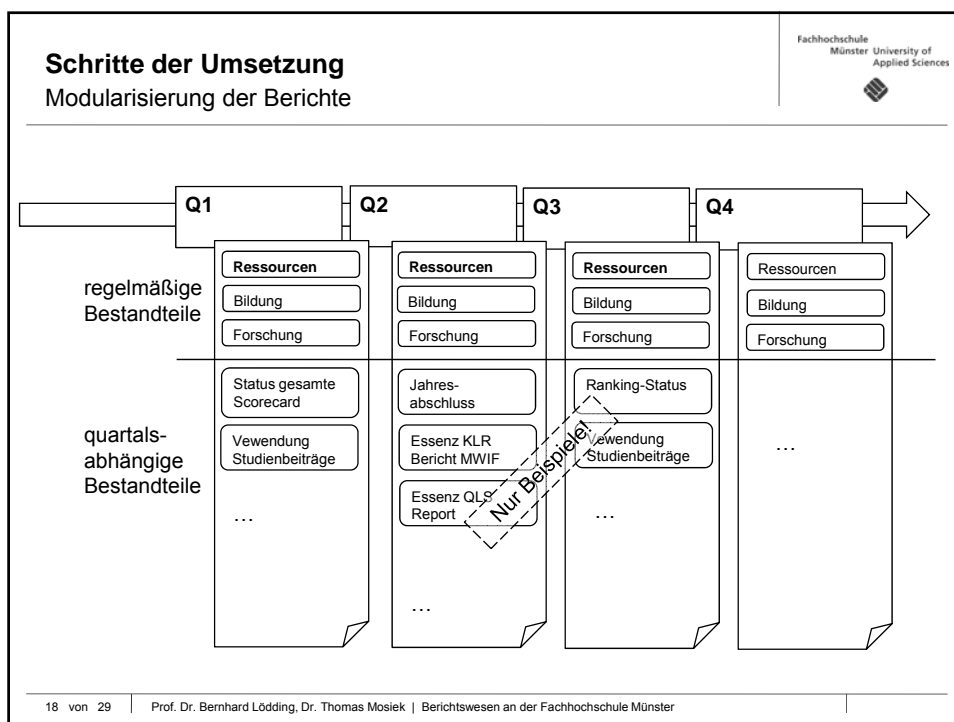 Schritte der Umsetzung
Modularisierung der Berichte
Fachhochschule
Münster University of
Applied Sciences
Q1
Q2
Q3
Q4
regelmäßige
Bestandteile
Ressourcen
Bildung
Forschung
Ressourcen
Bildung
Forschung
Ressourcen
Bildung
Forschung
Ressourcen
Bildung
Forschung
quartals-
abhängige
Bestandteile
Status gesamte
Scorecard
Vewendung
Studienbeiträge
…
Jahres-
abschluss
Essenz KLR
Bericht MWIF
Essenz QLS
Report
…
Ranking-Status
Vewendung
Studienbeiträge
…
…
Nur Beispiele!
18 von 29
Prof. Dr. Bernhard Lödding, Dr. Thomas Mosiek | Berichtswesen an der Fachhochschule Münster